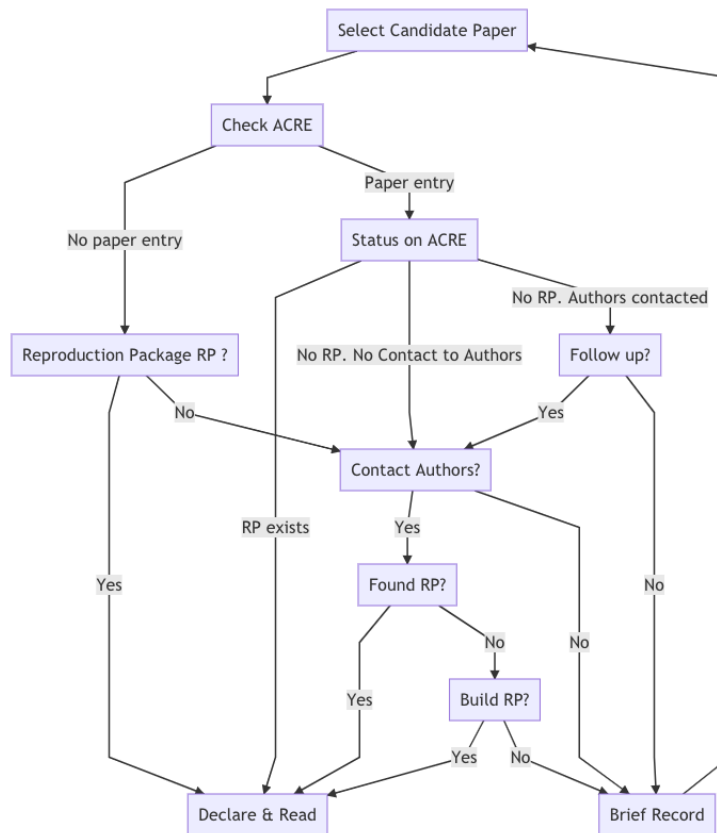 Select Candidate Paper
Check ACRE
Paper entry
No paper entry
Status on ACRE
No RP. Authors contacted
Reproduction Package RP ?
No RP. No Contact to Authors
Follow up?
No
Yes
Contact Authors?
RP exists
Yes
Found RP?
Yes
No
No
No
Yes
Build RP?
Yes
No
Declare & Read
Brief Record